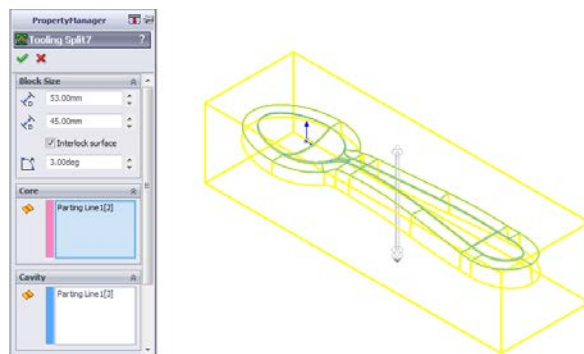 PropertyManager
Tooling Split7 ?
Block Size
53.00mm
45.00mm
Interlock surface
3.00deg
Core
Parting Line1[2]
Cavity
Parting Line1[3]